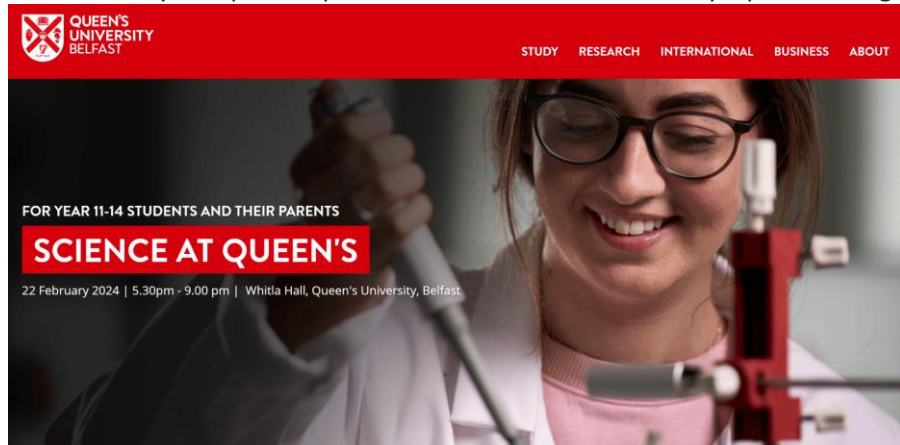 QUEEN'S
UNIVERSITY
BELFAST
STUDY RESEARCH INTERNATIONAL BUSINESS ABOUT
FOR YEAR 11-14 STUDENTS AND THEIR PARENTS
SCIENCE AT QUEEN'S
22 February 2024 | 5.30pm - 9.00 pm | Whitla Hall, Queen's University, Belfast